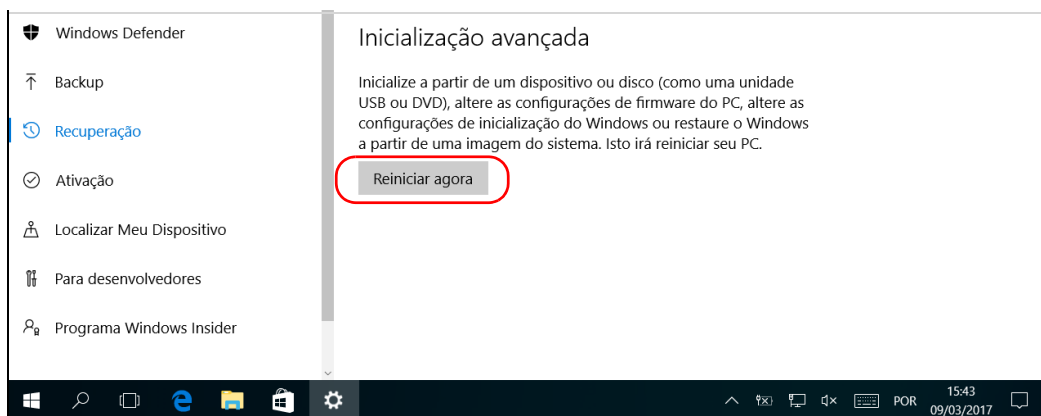 Windows Defender
Backup
Recuperação
Ativação
Localizar Meu Dispositivo
Para desenvolvedores
Programa Windows Insider
Inicialização avançada
Inicialize a partir de um dispositivo ou disco (como uma unidade
USB ou DVD), altere as configurações de firmware do PC, altere as
configurações de inicialização do Windows ou restaure o Windows
a partir de uma imagem do sistema. Isto irá reiniciar seu PC.
Reiniciar agora
POR
15:43
09/03/2017